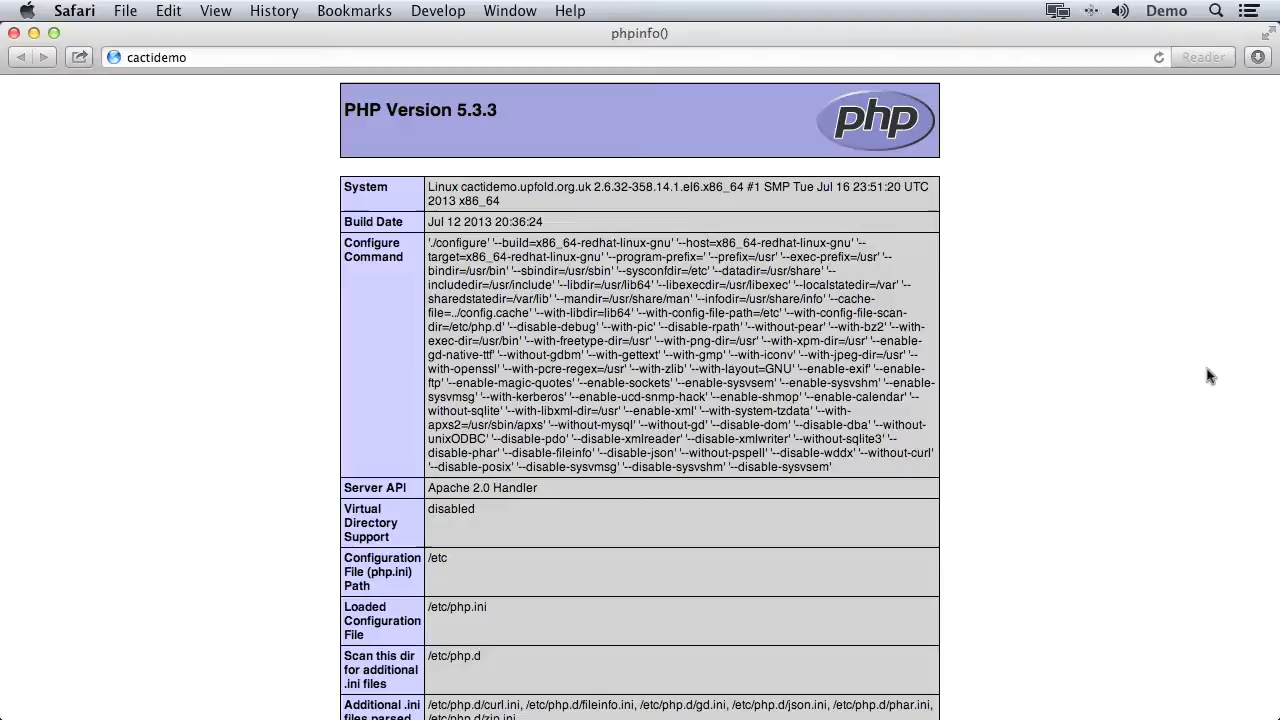 Safari File Edit View History Bookmarks Develop Window Help Demo
phpinfo()
cactidemo Reader
PHP Version 5.3.3
php
System
Linux cactidemo.upfold.org.uk 2.6.32-358.14.1.el6.x86_64 #1 SMP Tue Jul 16 23:51:20 UTC
2013 x86_64
Build Date
Jul 12 2013 20:36:24
Configure
Command
'./configure' '--build=x86_64-redhat-linux-gnu' '--host=x86_64-redhat-linux-gnu' '--
target=x86_64-redhat-linux-gnu' '--program-prefix=' '--prefix=/usr' '--exec-prefix=/usr' '--
bindir=/usr/bin' '--sbindir=/usr/sbin' '--sysconfdir=/etc' '--datadir=/usr/share' '--
includedir=/usr/include' '--libdir=/usr/lib64' '--libexecdir=/usr/libexec' '--localstatedir=/var' '--
sharedstatedir=/var/lib' '--mandir=/usr/share/man' '--infodir=/usr/share/info' '--cache-
file=../config.cache' '--with-libdir=lib64' '--with-config-file-path=/etc' '--with-config-file-scan-
dir=/etc/php.d' '--disable-debug' '--with-pic' '--disable-rpath' '--without-pear' '--with-bz2' '--with-
exec-dir=/usr/bin' '--with-freetype-dir=/usr' '--with-png-dir=/usr' '--with-xpm-dir=/usr' '--enable-
gd-native-ttf' '--without-gdbm' '--with-gettext' '--with-gmp' '--with-iconv' '--with-jpeg-dir=/usr' '--
with-openssl' '--with-pcre-regex=/usr' '--with-zlib' '--with-layout=GNU' '--enable-exif' '--enable-
ftp' '--enable-magic-quotes' '--enable-sockets' '--enable-sysvsem' '--enable-sysvshm' '--enable-
sysvmsg' '--with-kerberos' '--enable-ucd-snmp-hack' '--enable-shmop' '--enable-calendar' '--
without-sqlite' '--with-libxml-dir=/usr' '--enable-xml' '--with-system-tzdata' '--with-
apxs2=/usr/sbin/apxs' '--without-mysql' '--without-gd' '--disable-dom' '--disable-dba' '--without-
unixODBC' '--disable-pdo' '--disable-xmlreader' '--disable-xmlwriter' '--without-sqlite3' '--
disable-phar' '--disable-fileinfo' '--disable-json' '--without-pspell' '--disable-wddx' '--without-curl'
'--disable-posix' '--disable-sysvmsg' '--disable-sysvshm' '--disable-sysvsem'
Server API
Apache 2.0 Handler
Virtual
Directory
Support
disabled
Configuration
File (php.ini)
Path
/etc
Loaded
Configuration
File
/etc/php.ini
Scan this dir
for additional
.ini files
/etc/php.d
Additional .ini
files parsed
/etc/php.d/curl.ini, /etc/php.d/fileinfo.ini, /etc/php.d/gd.ini, /etc/php.d/json.ini, /etc/php.d/phar.ini,
/etc/php.d/zip.ini